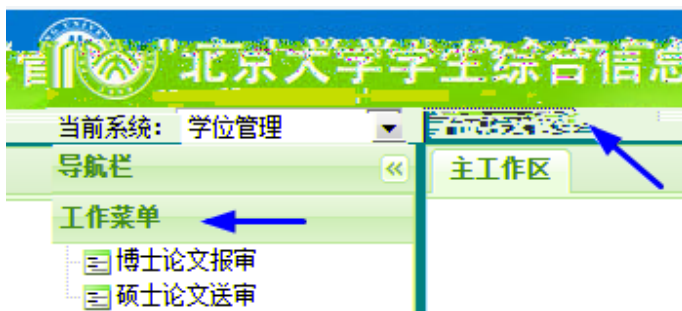 北京大学学生综合信息
当前系统： 学位管理
导航栏
主工作区
工作菜单
博士论文报审
硕士论文送审